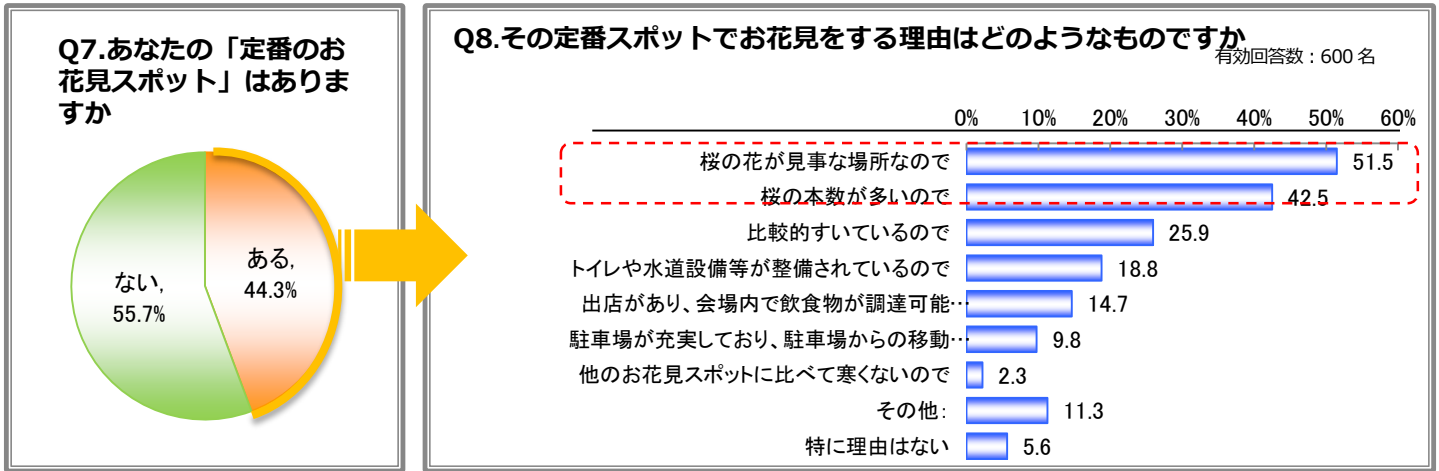 Q7.あなたの「定番のお
花見スポット」はありま
すか
ある,
44.3%
ない,
55.7%
Q8.その定番スポットでお花見をする理由はどのようなものですか
有効回答数：600 名
0% 10% 20% 30% 40% 50% 60%
桜の花が見事な場所なので 51.5
桜の本数が多いので 42.5
比較的すいているので 25.9
トイレや水道設備等が整備されているので 18.8
出店があり、会場内で飲食物が調達可能… 14.7
駐車場が充実しており、駐車場からの移動… 9.8
他のお花見スポットに比べて寒くないので 2.3
その他： 11.3
特に理由はない 5.6